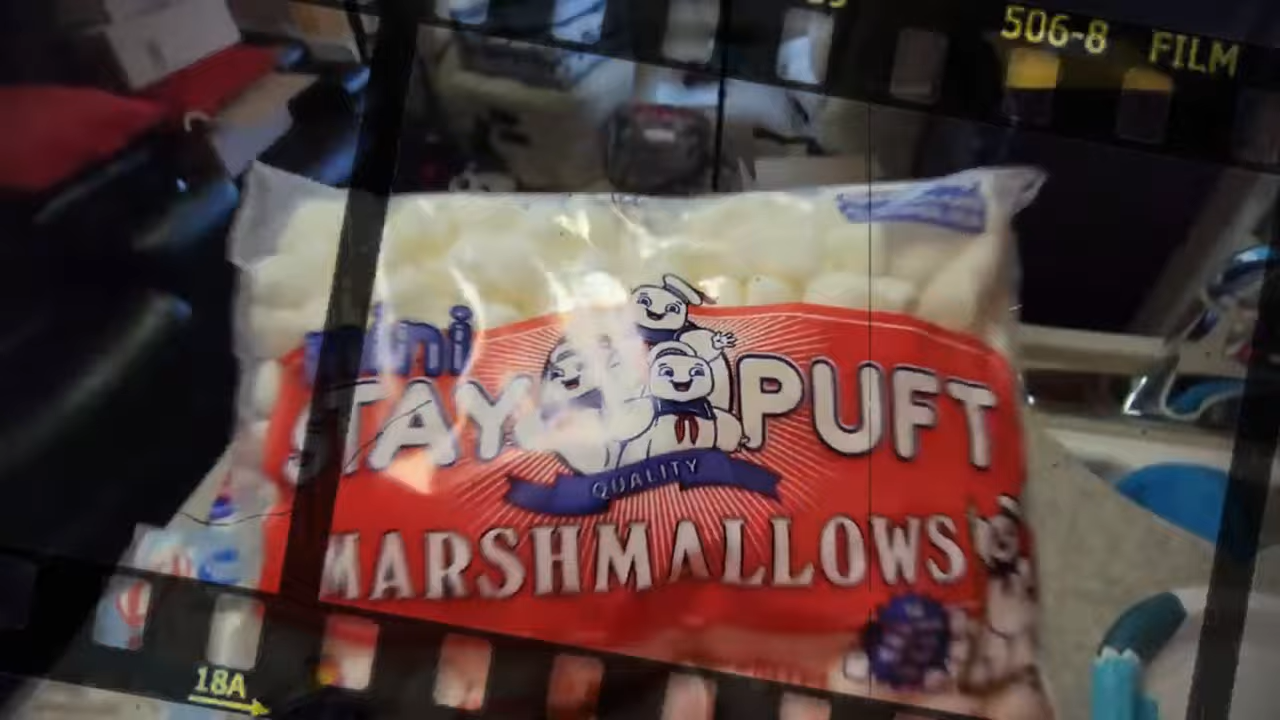 506-8 FILM
mini
STAY PUFT
QUALITY
MARSHMALLOWS
18A